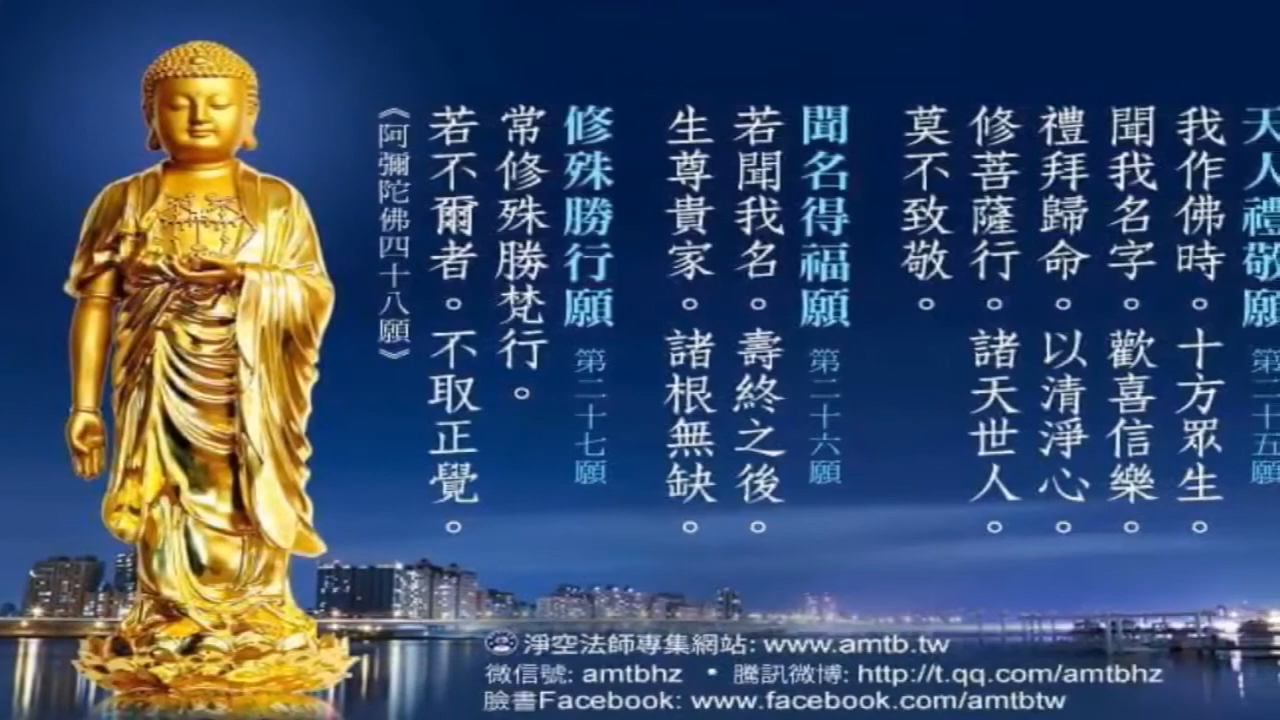 天人禮敬願 第二十五願
我作佛時。十方眾生。
聞我名字。歡喜信樂。
禮拜歸命。以清淨心。
修菩薩行。諸天世人。
莫不致敬。
聞名得福願 第二十六願
若聞我名。壽終之後。
生尊貴家。諸根無缺。
修殊勝行願 第二十七願
常修殊勝梵行。
若不爾者。不取正覺。
《阿彌陀佛四十八願》
淨空法師專集網站: www.amtb.tw
微信號: amtbhz • 騰訊微博: http://t.qq.com/amtbhz
臉書Facebook: www.facebook.com/amtbtw